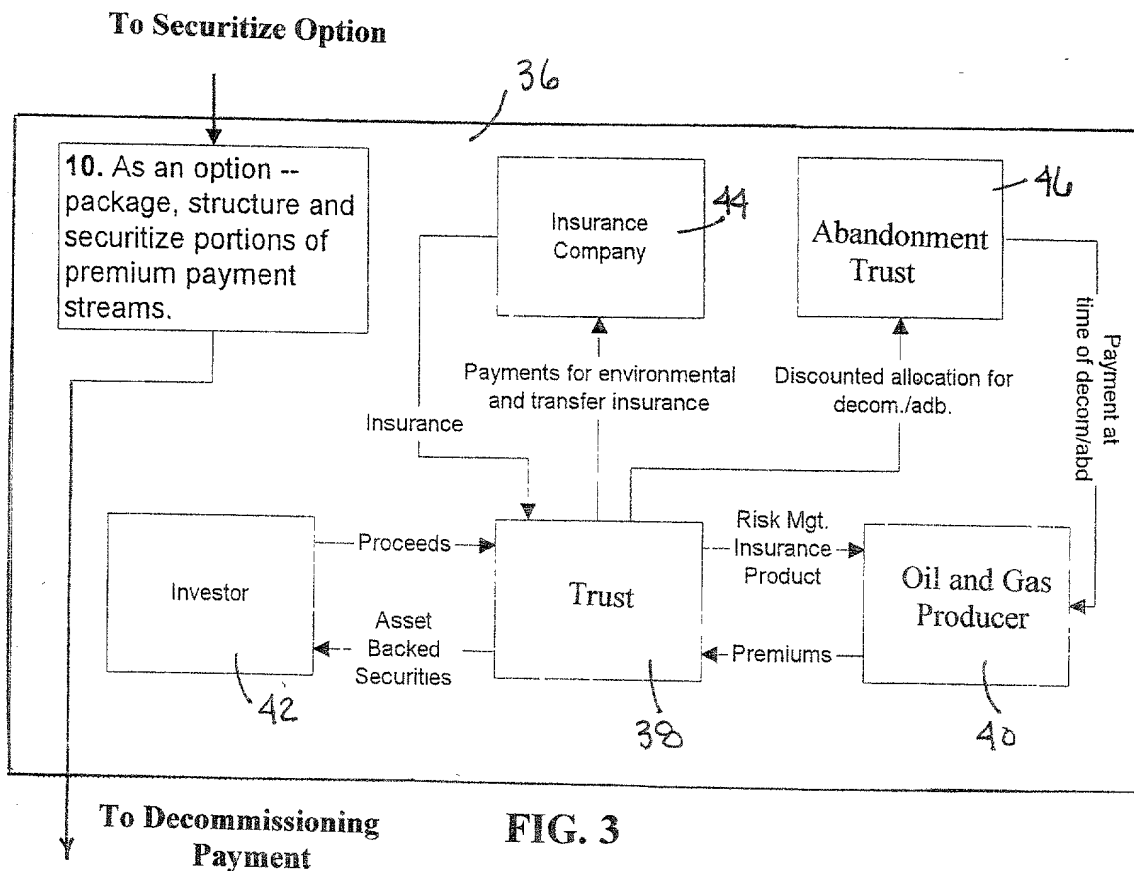 To Securitize Option
36
10. As an option --
package, structure and
securitize portions of
premium payment
streams.
Insurance
Company
44
Abandonment
Trust
46
Payment at
time of decom/abd
Payments for environmental
and transfer insurance
Discounted allocation for
decom./adb.
Insurance
Investor
42
Proceeds
Asset
Backed
Securities
Trust
38
Risk Mgt.
Insurance
Product
Premiums
Oil and Gas
Producer
40
To Decommissioning
Payment
FIG. 3